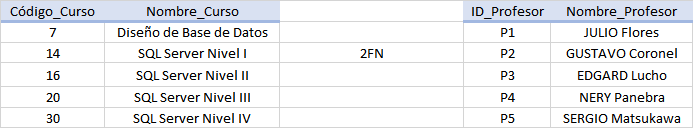 Código_Curso Nombre_Curso ID_Profesor Nombre_Profesor
7 Diseño de Base de Datos P1 JULIO Flores
14 SQL Server Nivel I 2FN P2 GUSTAVO Coronel
16 SQL Server Nivel II P3 EDGARD Lucho
20 SQL Server Nivel III P4 NERY Panebra
30 SQL Server Nivel IV P5 SERGIO Matsukawa